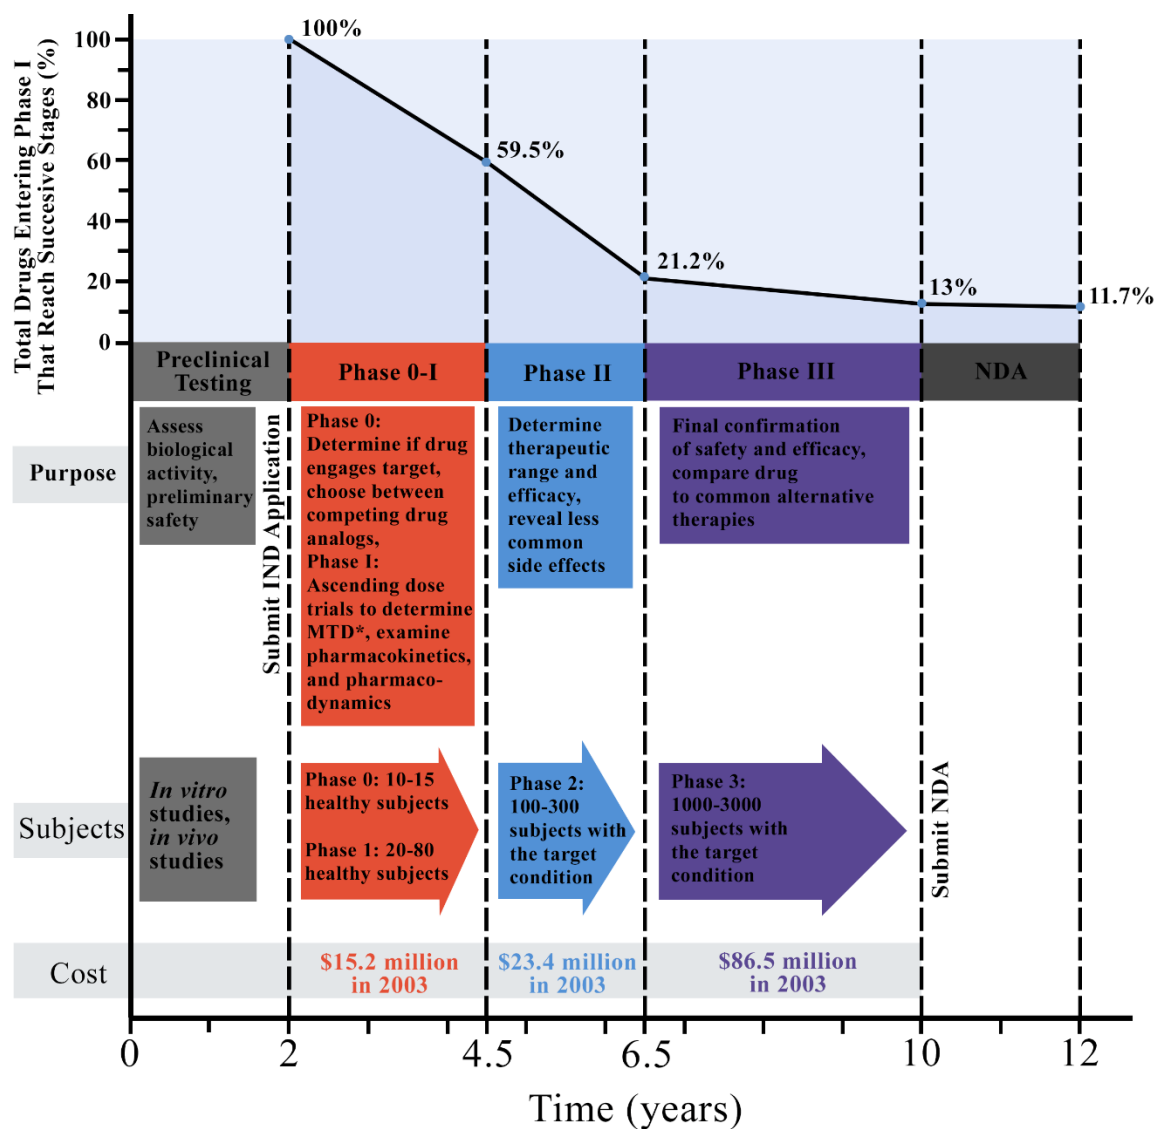 Total Drugs Entering Phase I
That Reach Succesive Stages (%)
100
80
60
40
20
0
100%
59.5%
21.2%
13%
11.7%
Preclinical
Testing
Phase 0-I
Phase II
Phase III
NDA
Purpose
Assess
biological
activity,
preliminary
safety
Submit IND Application
Phase 0:
Determine if drug
engages target,
choose between
competing drug
analogs,
Phase I:
Ascending dose
trials to determine
MTD*, examine
pharmacokinetics,
and pharmaco-
dynamics
Determine
therapeutic
range and
efficacy,
reveal less
common
side effects
Final confirmation
of safety and efficacy,
compare drug
to common alternative
therapies
Subjects
In vitro
studies,
in vivo
studies
Phase 0: 10-15
healthy subjects
Phase 1: 20-80
healthy subjects
Phase 2:
100-300
subjects with
the target
condition
Phase 3:
1000-3000
subjects with
the target
condition
Submit NDA
Cost
$15.2 million
in 2003
$23.4 million
in 2003
$86.5 million
in 2003
0
2
4.5
6.5
10
12
Time (years)